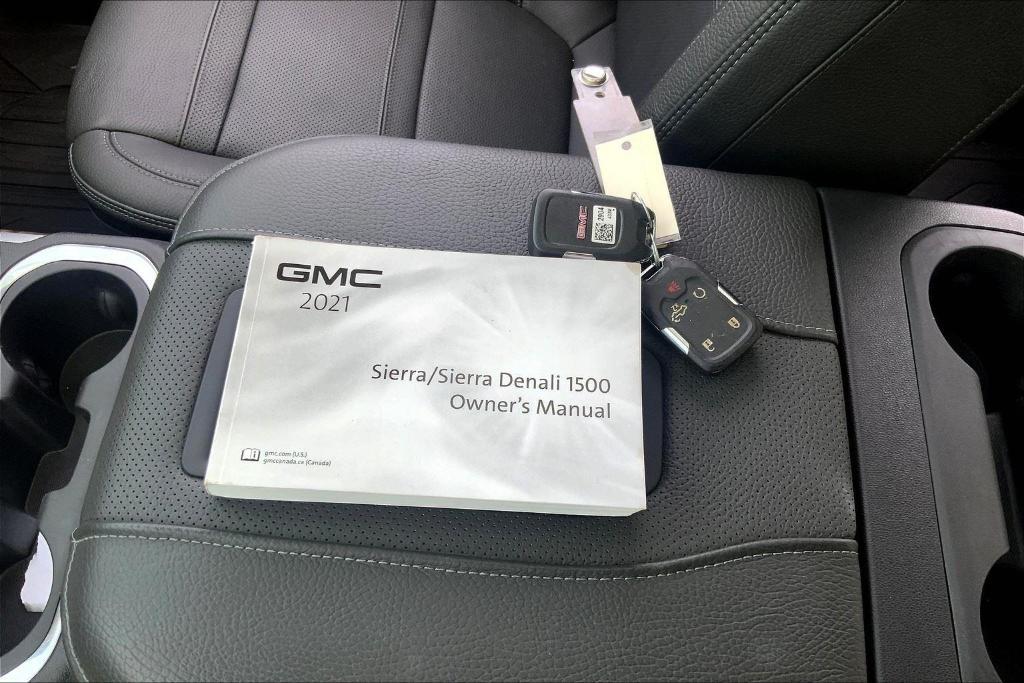 GMC
2021
Sierra/Sierra Denali 1500
Owner's Manual
gmc.com (U.S.)
gmccanada.ca (Canada)
GMC